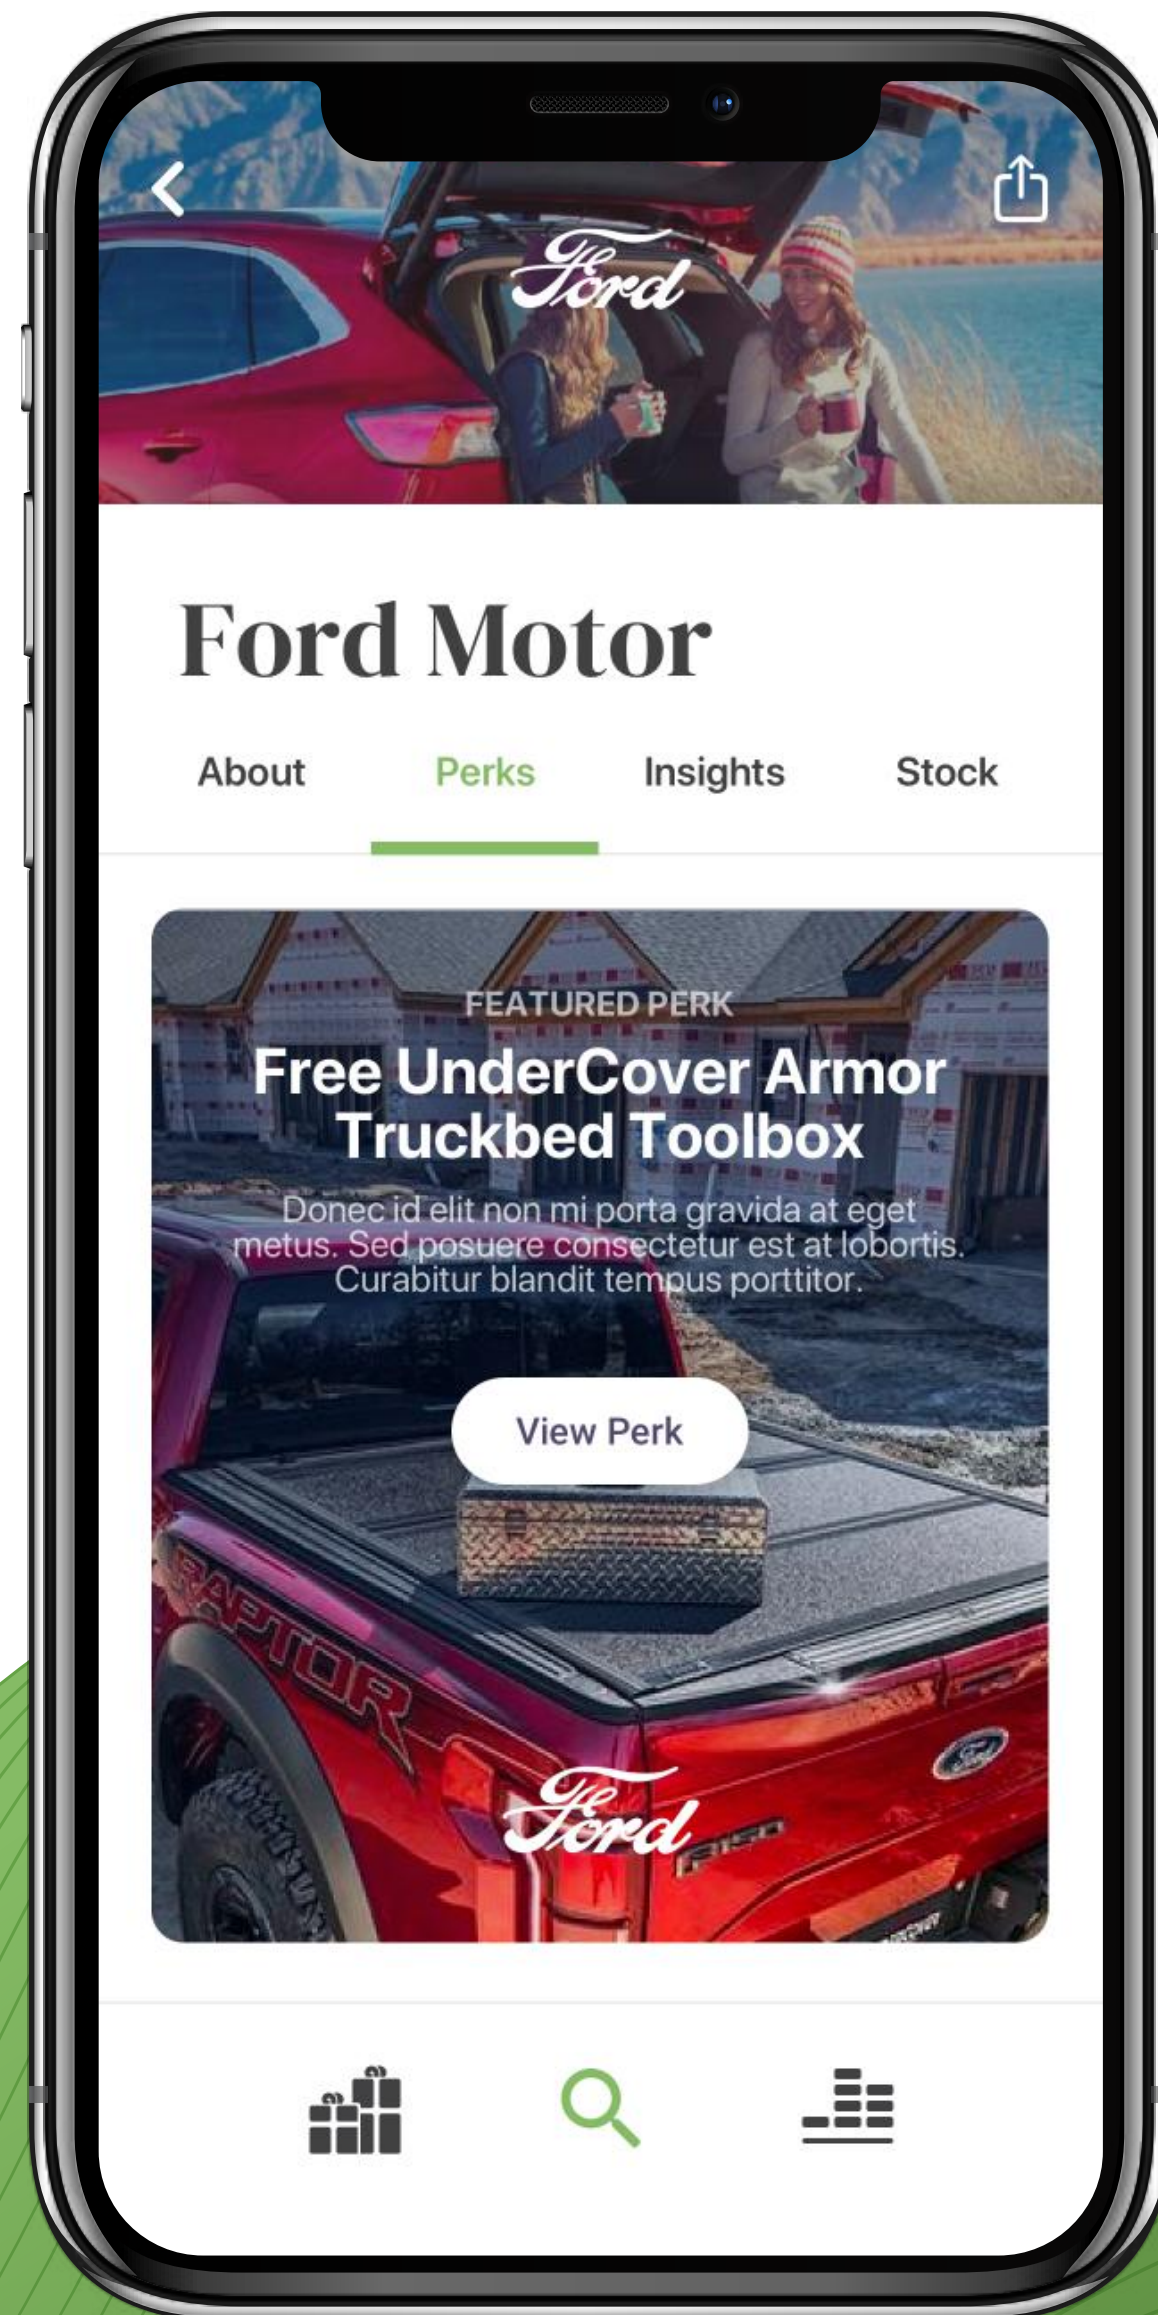 Ford
Ford Motor
About Perks Insights Stock
FEATURED PERK
Free UnderCover Armor
Truckbed Toolbox
Donec id elit non mi porta gravida at eget
metus. Sed posuere consectetur est at lobortis.
Curabitur blandit tempus porttitor.
View Perk
RAPTOR
Ford
Ford
F150